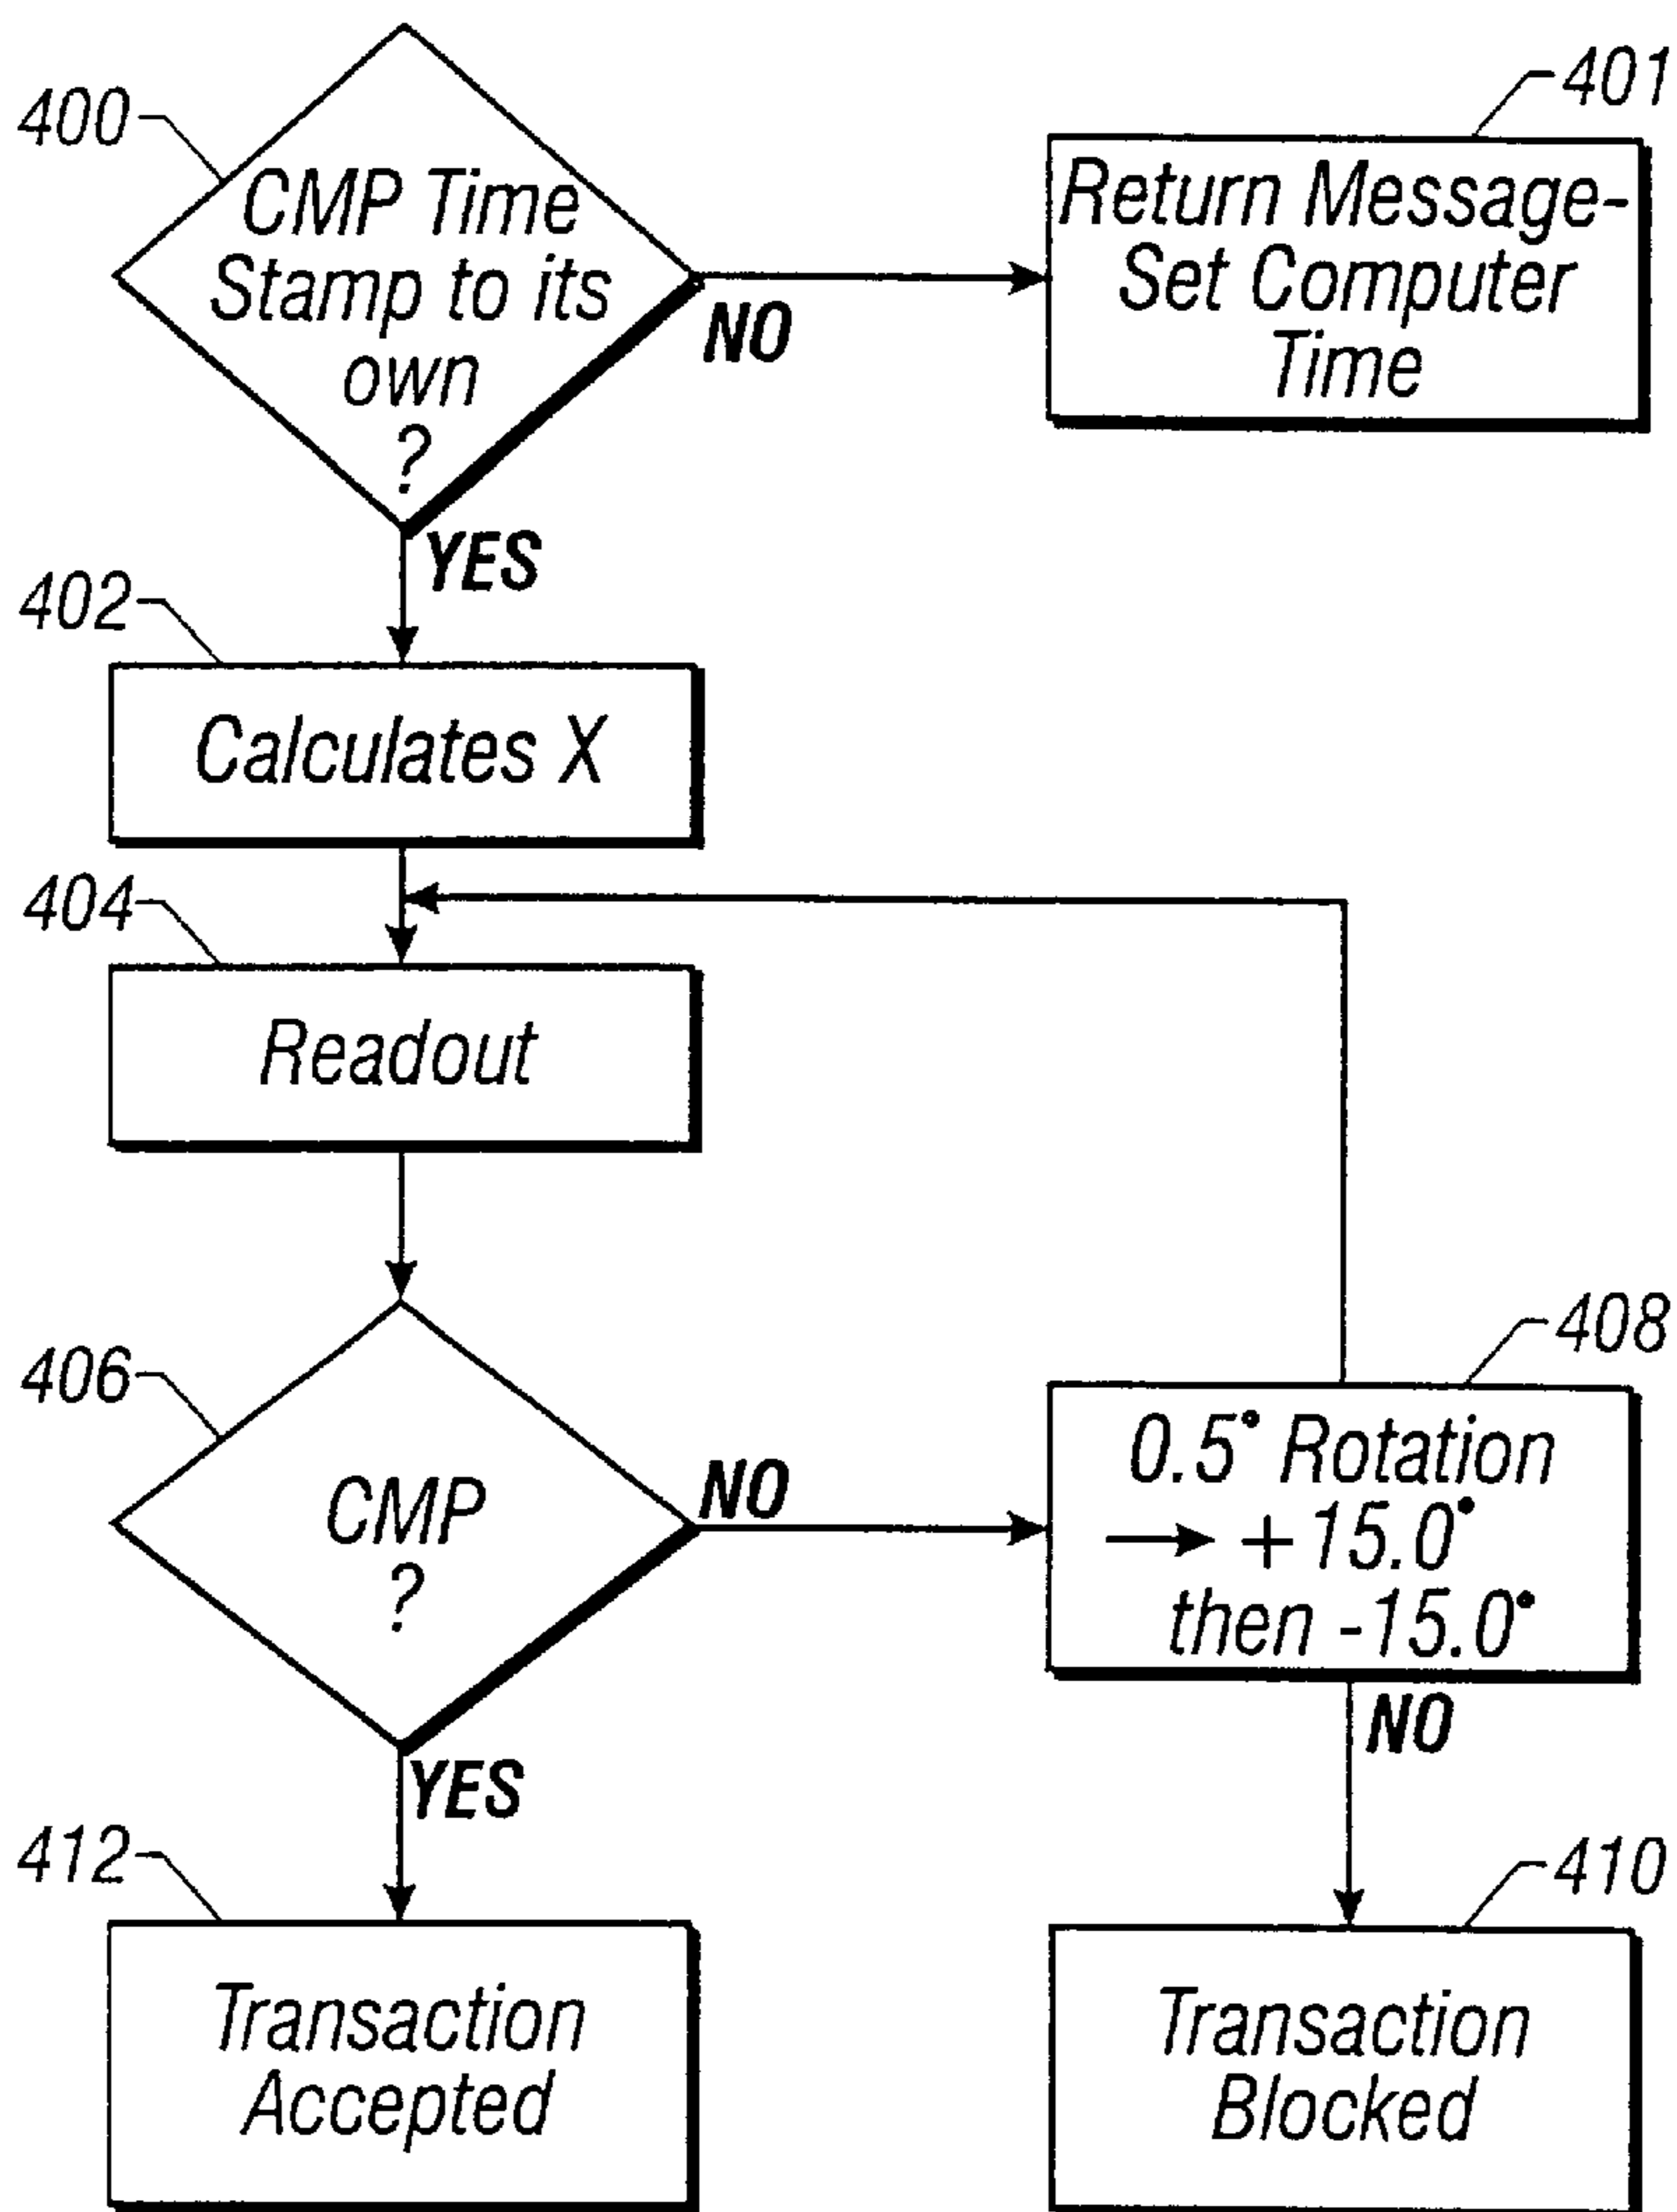 400
CMP Time
Stamp to its
own
?
NO
YES
401
Return Message-
Set Computer
Time
402
Calculates X
404
Readout
406
CMP
?
NO
YES
408
0.5° Rotation
→ + 15.0°
then -15.0°
NO
412
Transaction
Accepted
410
Transaction
Blocked